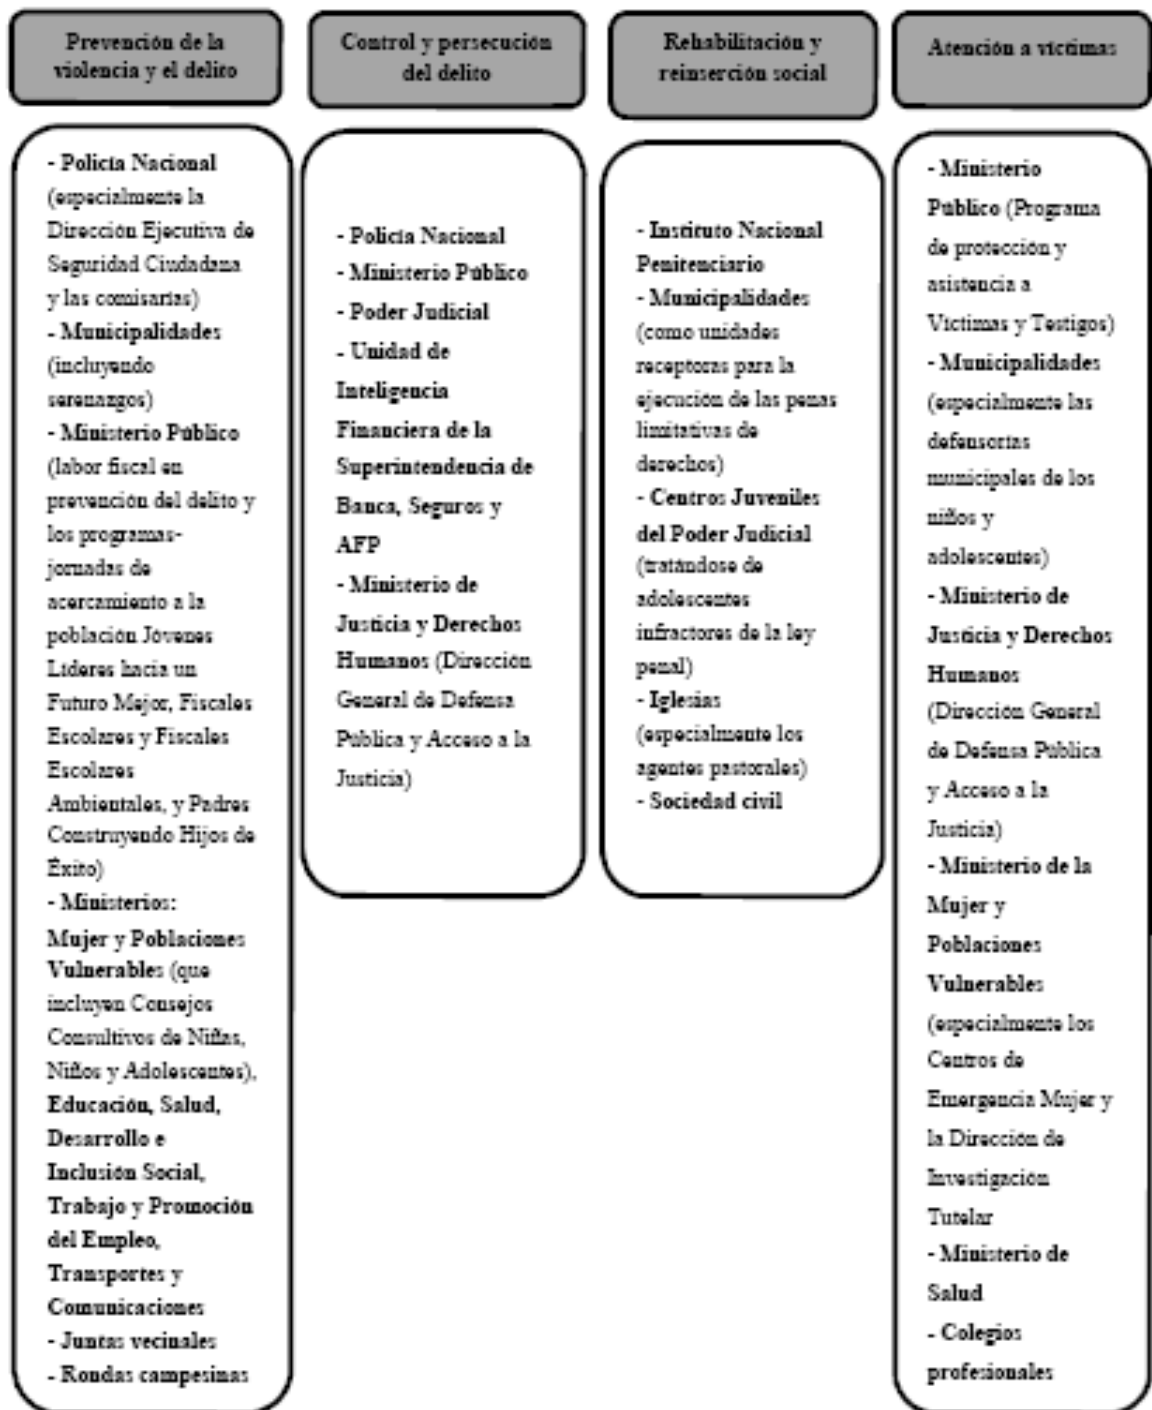 Prevención de la
violencia y el delito
- Policía Nacional
(especialmente la
Dirección Ejecutiva de
Seguridad Ciudadana
y las comisarías)
- Municipalidades
(incluyendo
serenazgos)
- Ministerio Público
(labor fiscal en
prevención del delito y
los programas-
jornadas de
acercamiento a la
población Jóvenes
Líderes hacia un
Futuro Mejor, Fiscales
Escolares y Fiscales
Escolares
Ambientales, y Padres
Construyendo Hijos de
Éxito)
- Ministerios:
Mujer y Poblaciones
Vulnerables (que
incluyen Consejos
Consultivos de Niñas,
Niños y Adolescentes),
Educación, Salud,
Desarrollo e
Inclusión Social,
Trabajo y Promoción
del Empleo,
Transportes y
Comunicaciones
- Juntas vecinales
- Rondas campesinas
Control y persecución
del delito
- Policía Nacional
- Ministerio Público
- Poder Judicial
- Unidad de
Inteligencia
Financiera de la
Superintendencia de
Banca, Seguros y
AFP
- Ministerio de
Justicia y Derechos
Humanos (Dirección
General de Defensa
Pública y Acceso a la
Justicia)
Rehabilitación y
reinserción social
- Instituto Nacional
Penitenciario
- Municipalidades
(como unidades
receptoras para la
ejecución de las penas
limitativas de
derechos)
- Centros Juveniles
del Poder Judicial
(tratándose de
adolescentes
infractores de la ley
penal)
- Iglesias
(especialmente los
agentes pastorales)
- Sociedad civil
Atención a víctimas
- Ministerio
Público (Programa
de protección y
asistencia a
Víctimas y Testigos)
- Municipalidades
(especialmente las
defensorías
municipales de los
niños y
adolescentes)
- Ministerio de
Justicia y Derechos
Humanos
(Dirección General
de Defensa Pública
y Acceso a la
Justicia)
- Ministerio de la
Mujer y
Poblaciones
Vulnerables
(especialmente los
Centros de
Emergencia Mujer y
la Dirección de
Investigación
Tutelar
- Ministerio de
Salud
- Colegios
profesionales